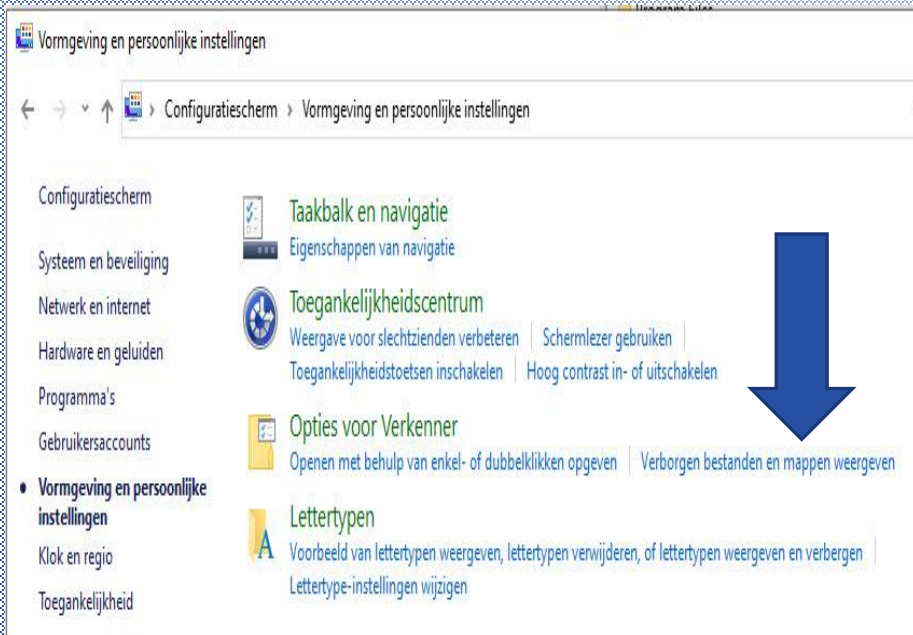 Program Files
Vormgeving en persoonlijke instellingen
Configuratiescherm › Vormgeving en persoonlijke instellingen
Configuratiescherm
Systeem en beveiliging
Netwerk en internet
Hardware en geluiden
Programma's
Gebruikersaccounts
Vormgeving en persoonlijke
instellingen
Klok en regio
Toegankelijkheid
Taakbalk en navigatie
Eigenschappen van navigatie
Toegankelijkheidscentrum
Weergave voor slechtzienden verbeteren | Schermlezer gebruiken |
Toegankelijkheidstoetsen inschakelen | Hoog contrast in- of uitschakelen
Opties voor Verkenner
Openen met behulp van enkel- of dubbelklikken opgeven | Verborgen bestanden en mappen weergeven
Lettertypen
Voorbeeld van lettertypen weergeven, lettertypen verwijderen, of lettertypen weergeven en verbergen |
Lettertype-instellingen wijzigen